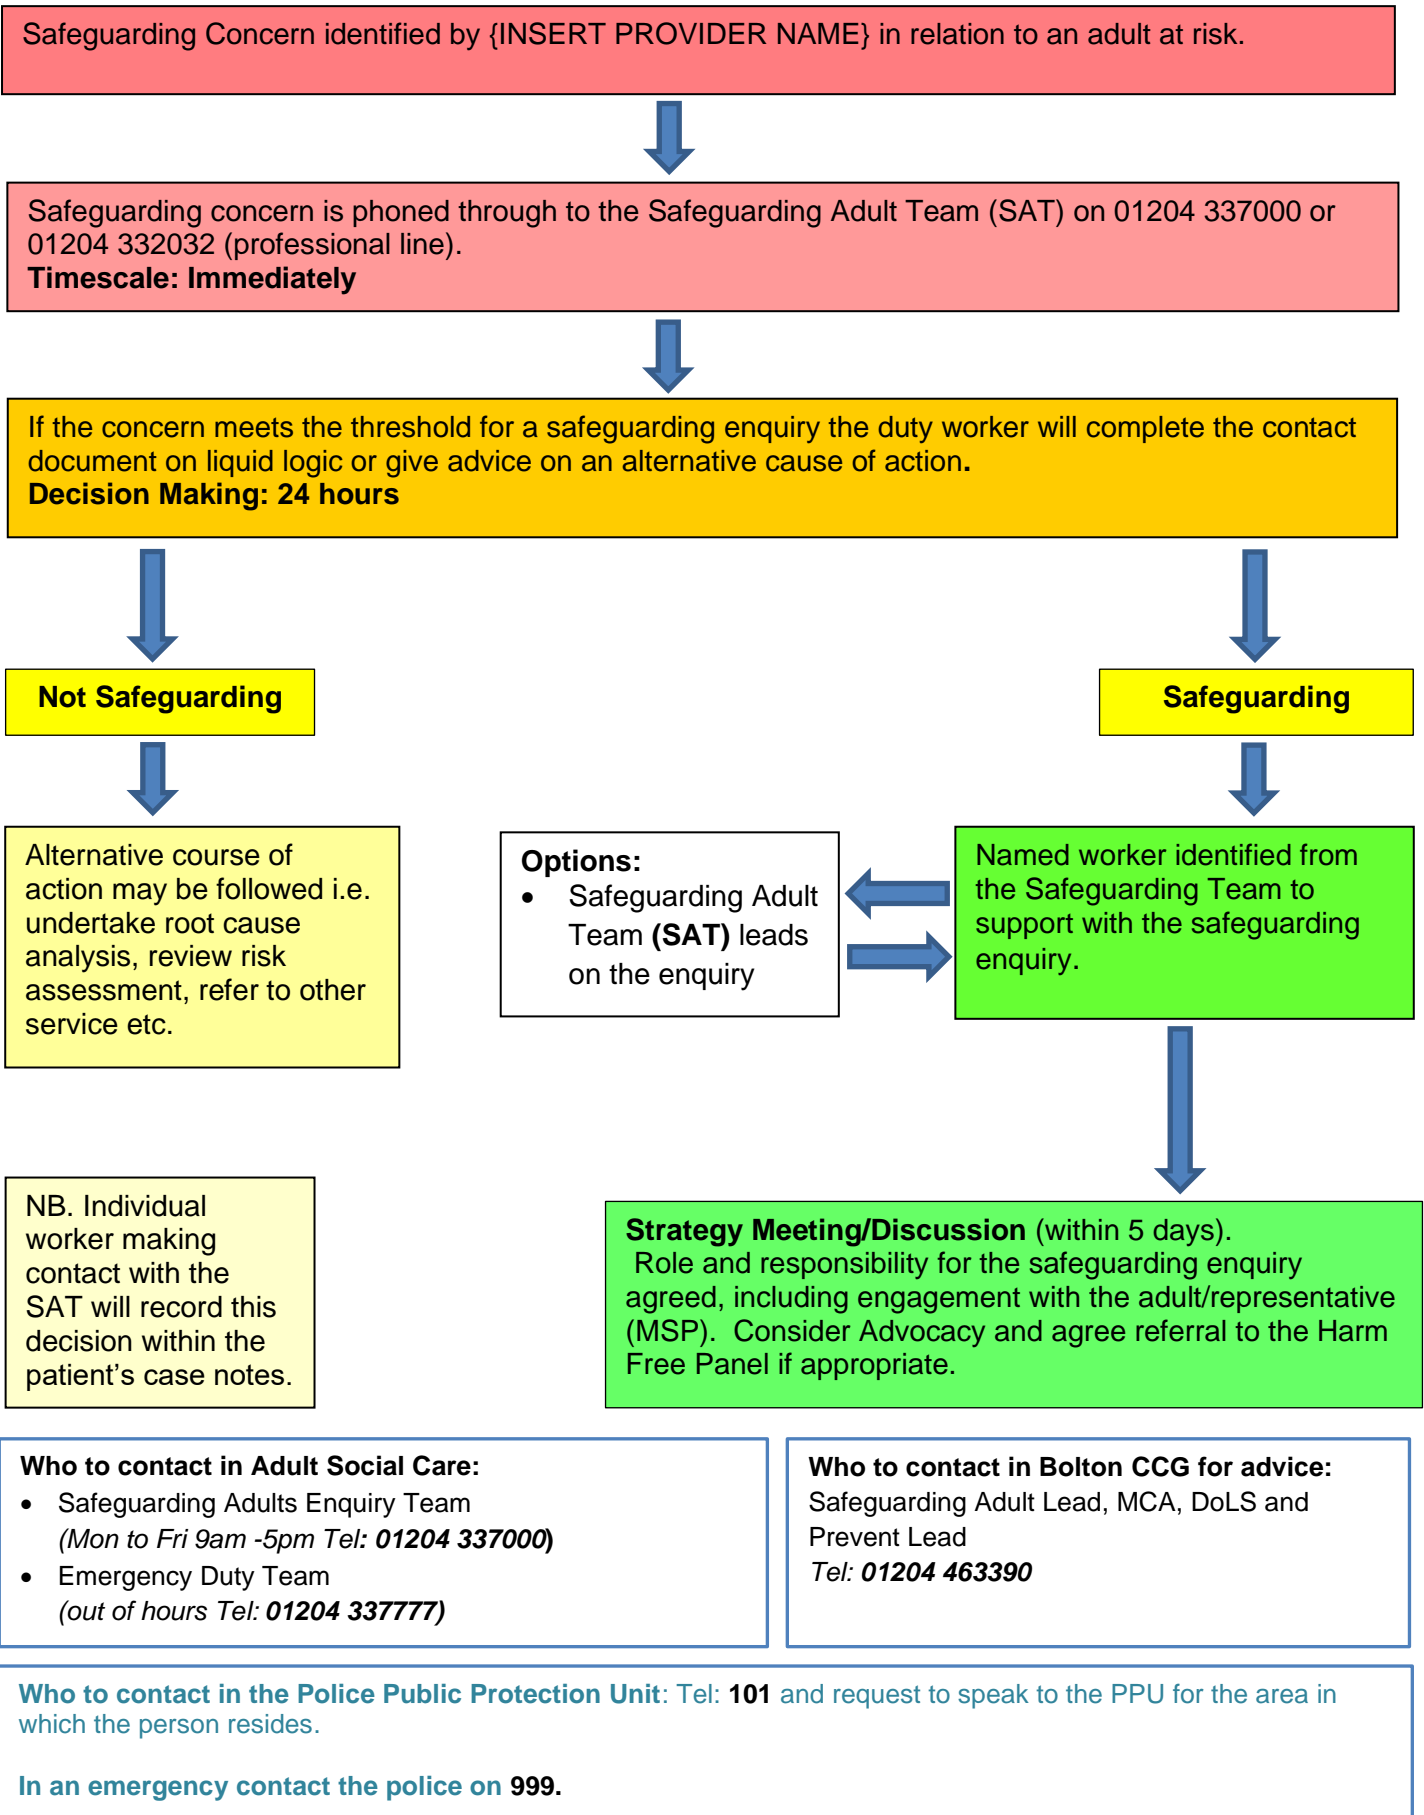 Safeguarding Concern identified by {INSERT PROVIDER NAME} in relation to an adult at risk.
Safeguarding concern is phoned through to the Safeguarding Adult Team (SAT) on 01204 337000 or
01204 332032 (professional line).
Timescale: Immediately
If the concern meets the threshold for a safeguarding enquiry the duty worker will complete the contact
document on liquid logic or give advice on an alternative cause of action.
Decision Making: 24 hours
Not Safeguarding
Safeguarding
Alternative course of
action may be followed i.e.
undertake root cause
analysis, review risk
assessment, refer to other
service etc.
Options:
• Safeguarding Adult
Team (SAT) leads
on the enquiry
Named worker identified from
the Safeguarding Team to
support with the safeguarding
enquiry.
NB. Individual
worker making
contact with the
SAT will record this
decision within the
patient's case notes.
Strategy Meeting/Discussion (within 5 days).
Role and responsibility for the safeguarding enquiry
agreed, including engagement with the adult/representative
(MSP).  Consider Advocacy and agree referral to the Harm
Free Panel if appropriate.
Who to contact in Adult Social Care:
• Safeguarding Adults Enquiry Team
(Mon to Fri 9am -5pm Tel: 01204 337000)
• Emergency Duty Team
(out of hours Tel: 01204 337777)
Who to contact in Bolton CCG for advice:
Safeguarding Adult Lead, MCA, DoLS and
Prevent Lead
Tel: 01204 463390
Who to contact in the Police Public Protection Unit: Tel: 101 and request to speak to the PPU for the area in
which the person resides.
In an emergency contact the police on 999.